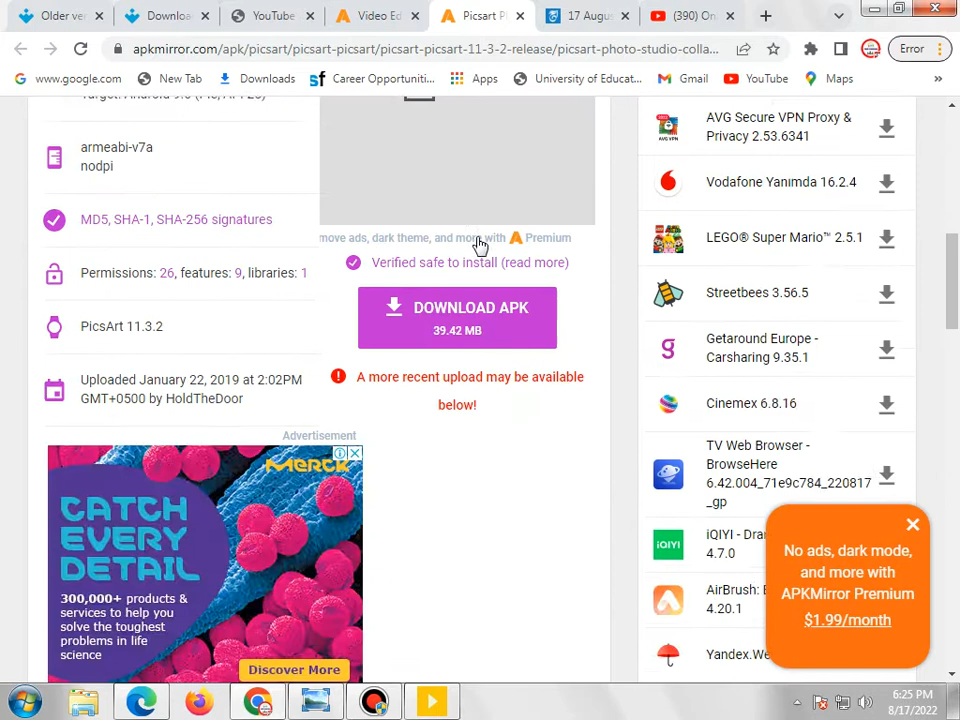 Older ver
Downloa
YouTube
Video Ed
Picsart P
17 Augus
(390) On
apkmirror.com/apk/picsart/picsart-picsart/picsart-picsart-11-3-2-release/picsart-photo-studio-colla...
Error
www.google.com
New Tab
Downloads
Career Opportuniti...
Apps
University of Educat...
Gmail
YouTube
Maps
»
armeabi-v7a
nodpi
MD5, SHA-1, SHA-256 signatures
Permissions: 26, features: 9, libraries: 1
PicsArt 11.3.2
Uploaded January 22, 2019 at 2:02PM
GMT+0500 by HoldTheDoor
Advertisement
MERCK
CATCH
EVERY
DETAIL
300,000+ products &
services to help you
solve the toughest
problems in life
science
Discover More
move ads, dark theme, and more with Premium
Verified safe to install (read more)
DOWNLOAD APK
39.42 MB
A more recent upload may be available
below!
AVG Secure VPN Proxy &
Privacy 2.53.6341
Vodafone Yanımda 16.2.4
LEGO® Super Mario™ 2.5.1
Streetbees 3.56.5
Getaround Europe -
Carsharing 9.35.1
Cinemex 6.8.16
TV Web Browser -
BrowseHere
6.42.004_71e9c784_220817
_gp
iQIYI
iQIYI - Dra
4.7.0
AirBrush:
4.20.1
Yandex.We
No ads, dark mode,
and more with
APKMirror Premium
$1.99/month
6:25 PM
8/17/2022